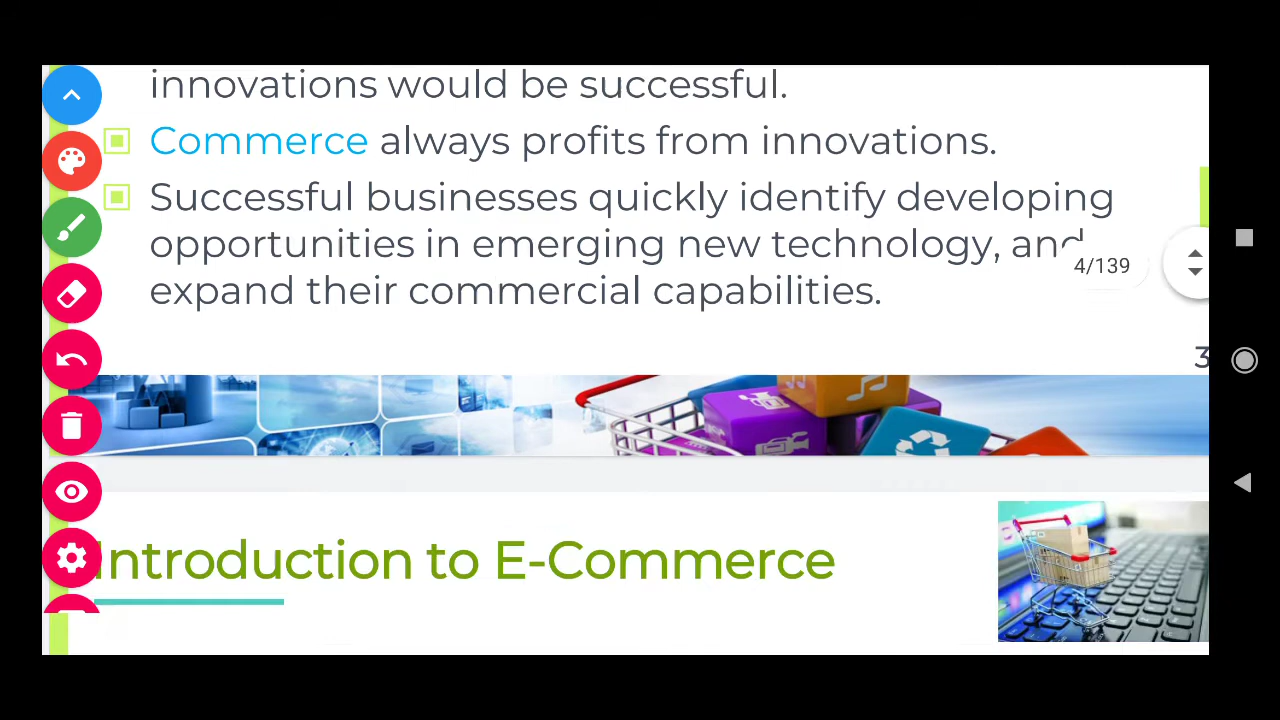 innovations would be successful.
Commerce always profits from innovations.
Successful businesses quickly identify developing
opportunities in emerging new technology, and
4/139
expand their commercial capabilities.
3
Introduction to E-Commerce